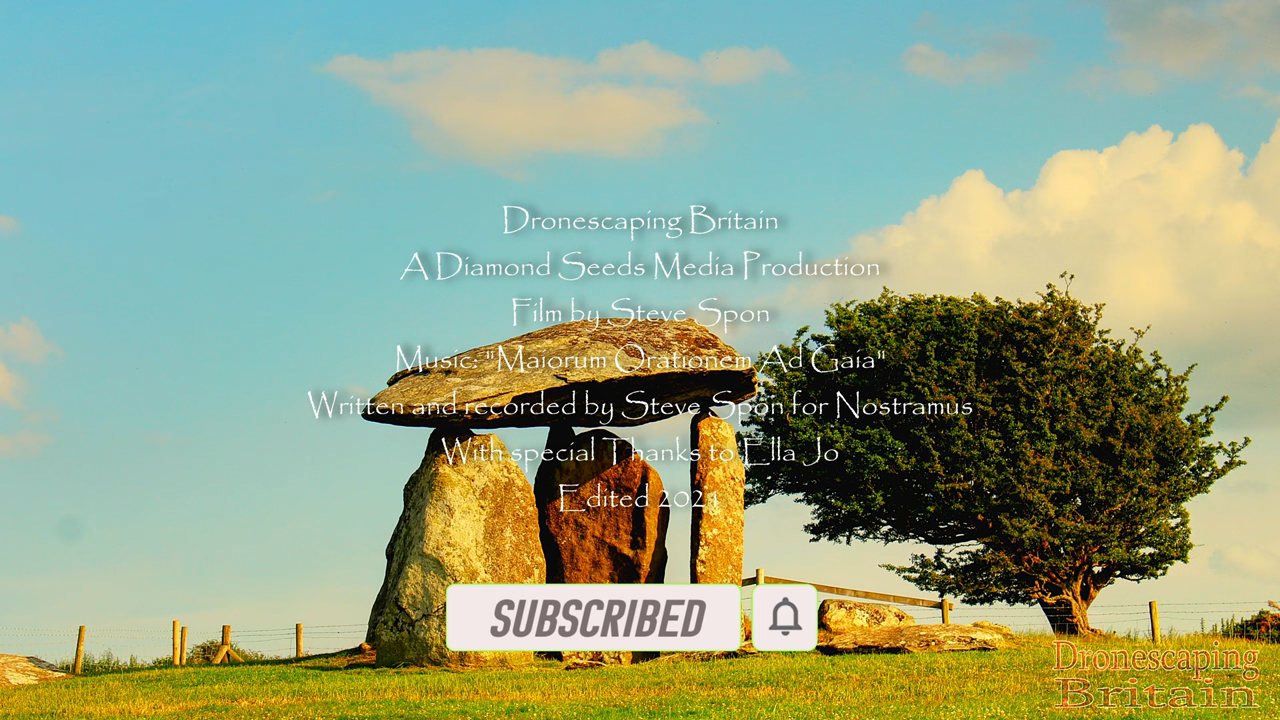 Dronescaping Britain
A Diamond Seeds Media Production
Film by Steve Spon
Music: "Maiorum Orationem Ad Gaia"
Written and recorded by Steve Spon for Nostramus
With special Thanks to Ella Jo
Edited 2021
SUBSCRIBED
Dronescaping
Britain